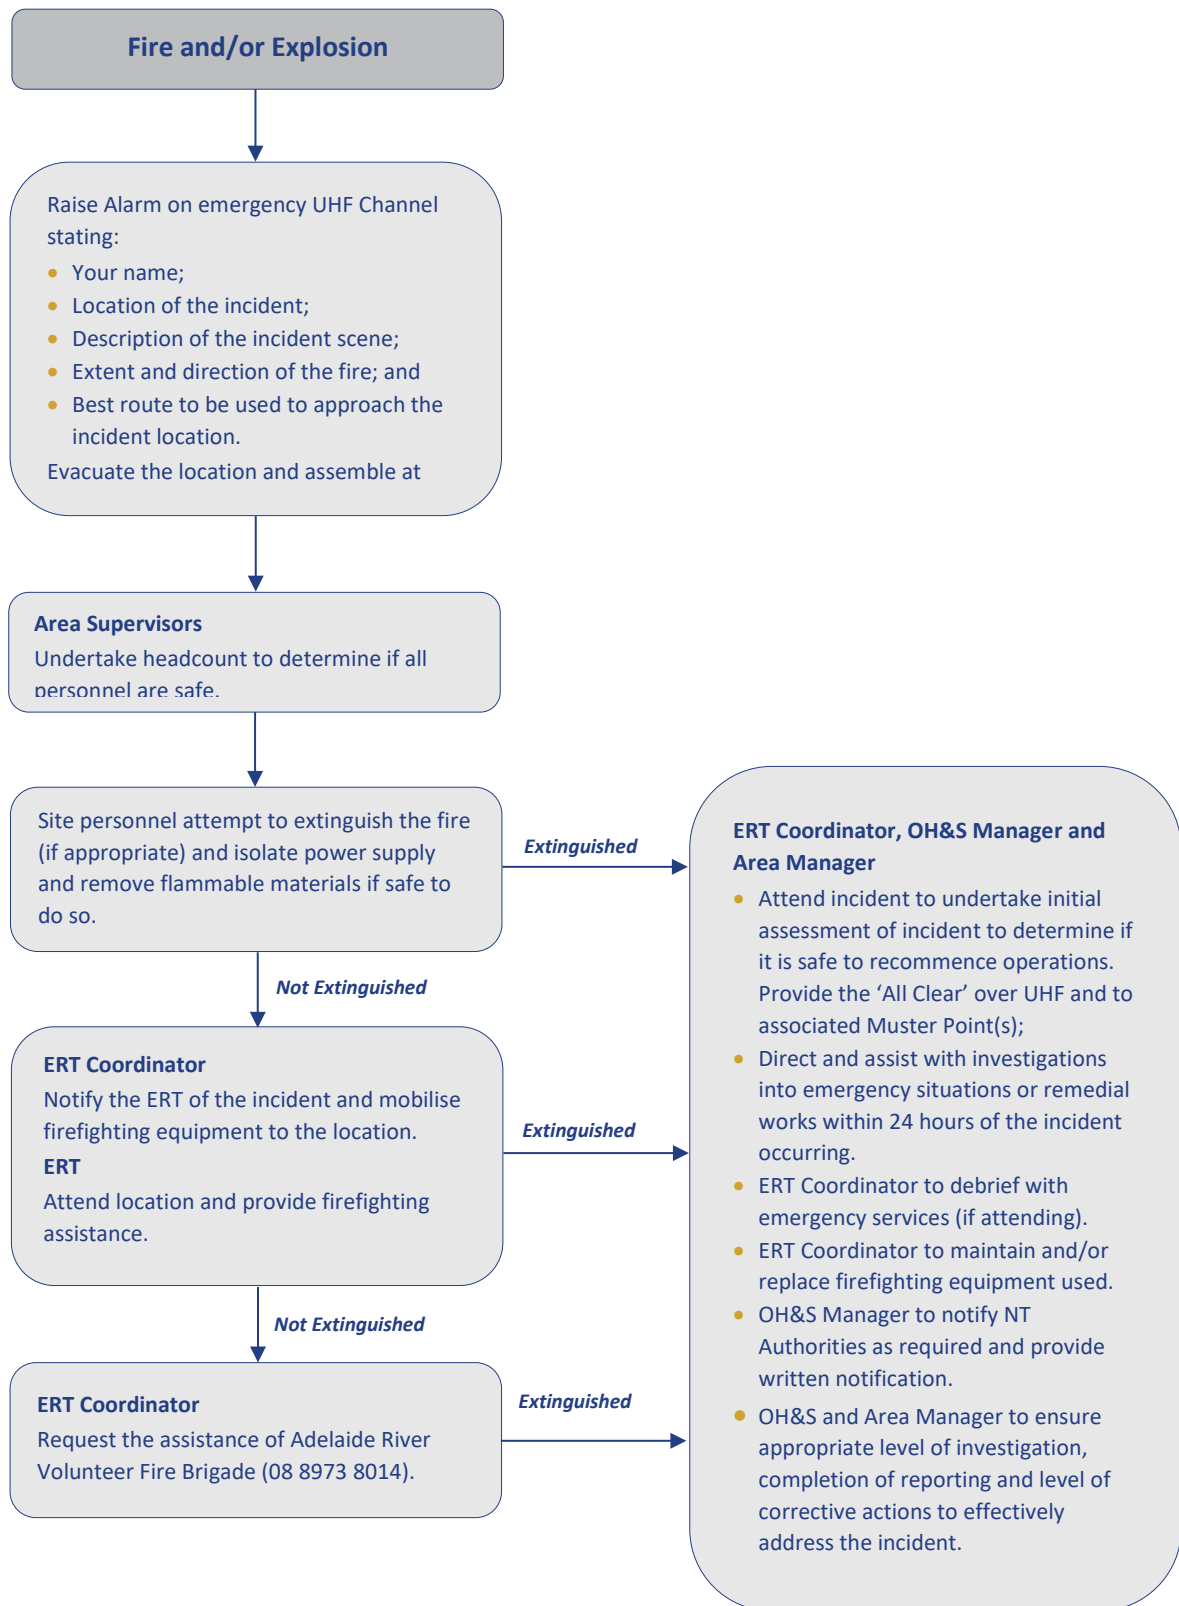 Fire and/or Explosion
Raise Alarm on emergency UHF Channel
stating:
• Your name;
• Location of the incident;
• Description of the incident scene;
• Extent and direction of the fire; and
• Best route to be used to approach the
incident location.
Evacuate the location and assemble at
Area Supervisors
Undertake headcount to determine if all
personnel are safe.
Site personnel attempt to extinguish the fire
(if appropriate) and isolate power supply
and remove flammable materials if safe to
do so.
Extinguished
Not Extinguished
ERT Coordinator
Notify the ERT of the incident and mobilise
firefighting equipment to the location.
ERT
Attend location and provide firefighting
assistance.
Extinguished
Not Extinguished
ERT Coordinator
Request the assistance of Adelaide River
Volunteer Fire Brigade (08 8973 8014).
Extinguished
ERT Coordinator, OH&S Manager and
Area Manager
• Attend incident to undertake initial
assessment of incident to determine if
it is safe to recommence operations.
Provide the ‘All Clear’ over UHF and to
associated Muster Point(s);
• Direct and assist with investigations
into emergency situations or remedial
works within 24 hours of the incident
occurring.
• ERT Coordinator to debrief with
emergency services (if attending).
• ERT Coordinator to maintain and/or
replace firefighting equipment used.
• OH&S Manager to notify NT
Authorities as required and provide
written notification.
• OH&S and Area Manager to ensure
appropriate level of investigation,
completion of reporting and level of
corrective actions to effectively
address the incident.